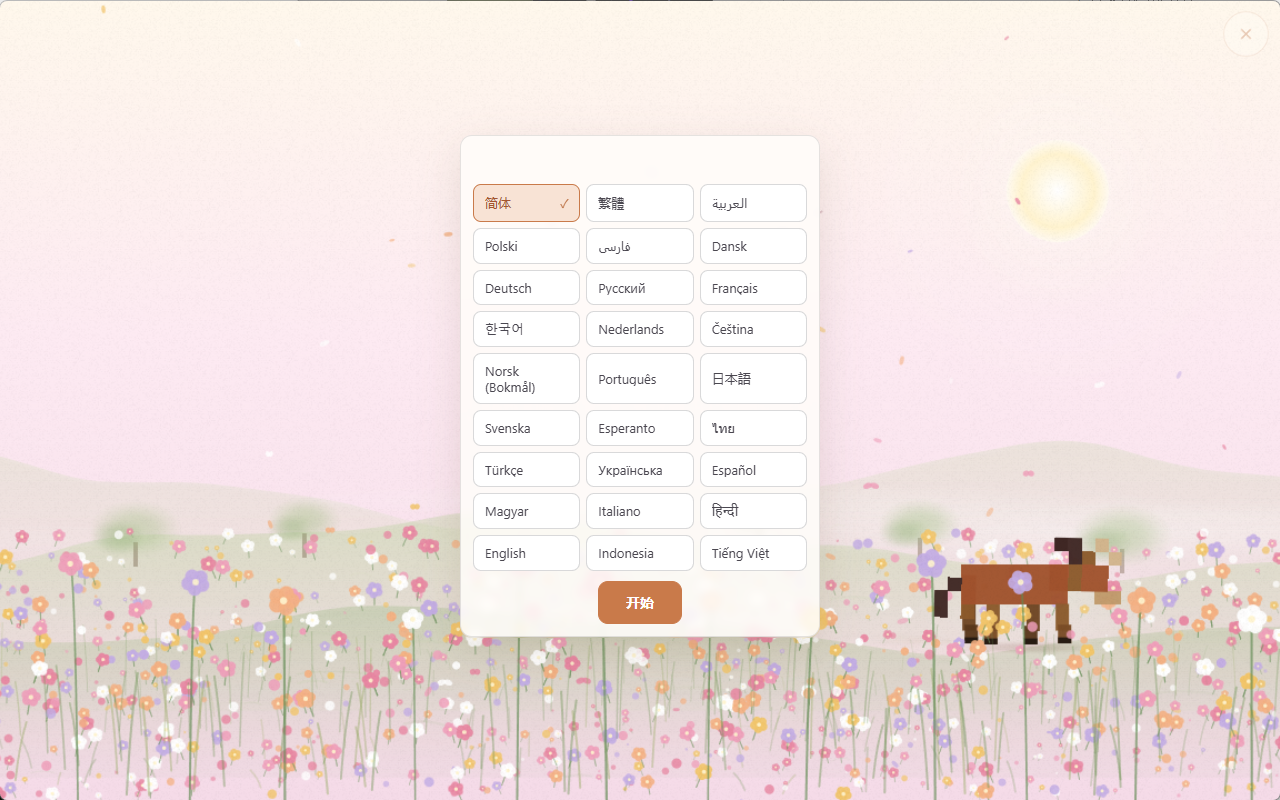 简体
繁體
العربية
Polski
فارسی
Dansk
Deutsch
Русский
Français
한국어
Nederlands
Čeština
Norsk
(Bokmål)
Português
日本語
Svenska
Esperanto
ไทย
Türkçe
Українська
Español
Magyar
Italiano
हिन्दी
English
Indonesia
Tiếng Việt
开始